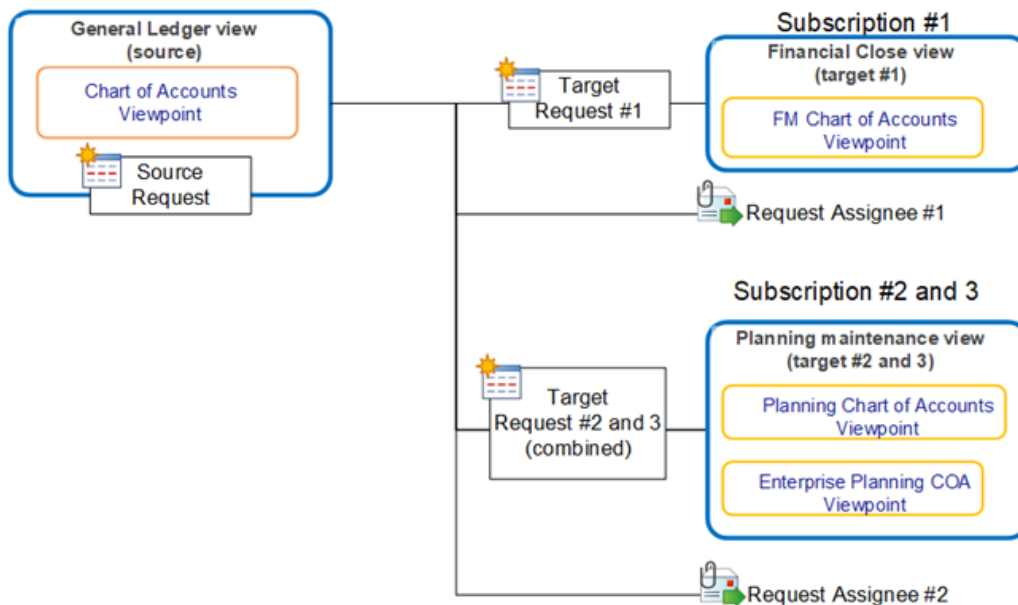 General Ledger view
(source)
Chart of Accounts
Viewpoint
Source
Request
Target
Request #1
Subscription #1
Financial Close view
(target #1)
FM Chart of Accounts
Viewpoint
Request Assignee #1
Subscription #2 and 3
Target
Request #2 and 3
(combined)
Planning maintenance view
(target #2 and 3)
Planning Chart of Accounts
Viewpoint
Enterprise Planning COA
Viewpoint
Request Assignee #2